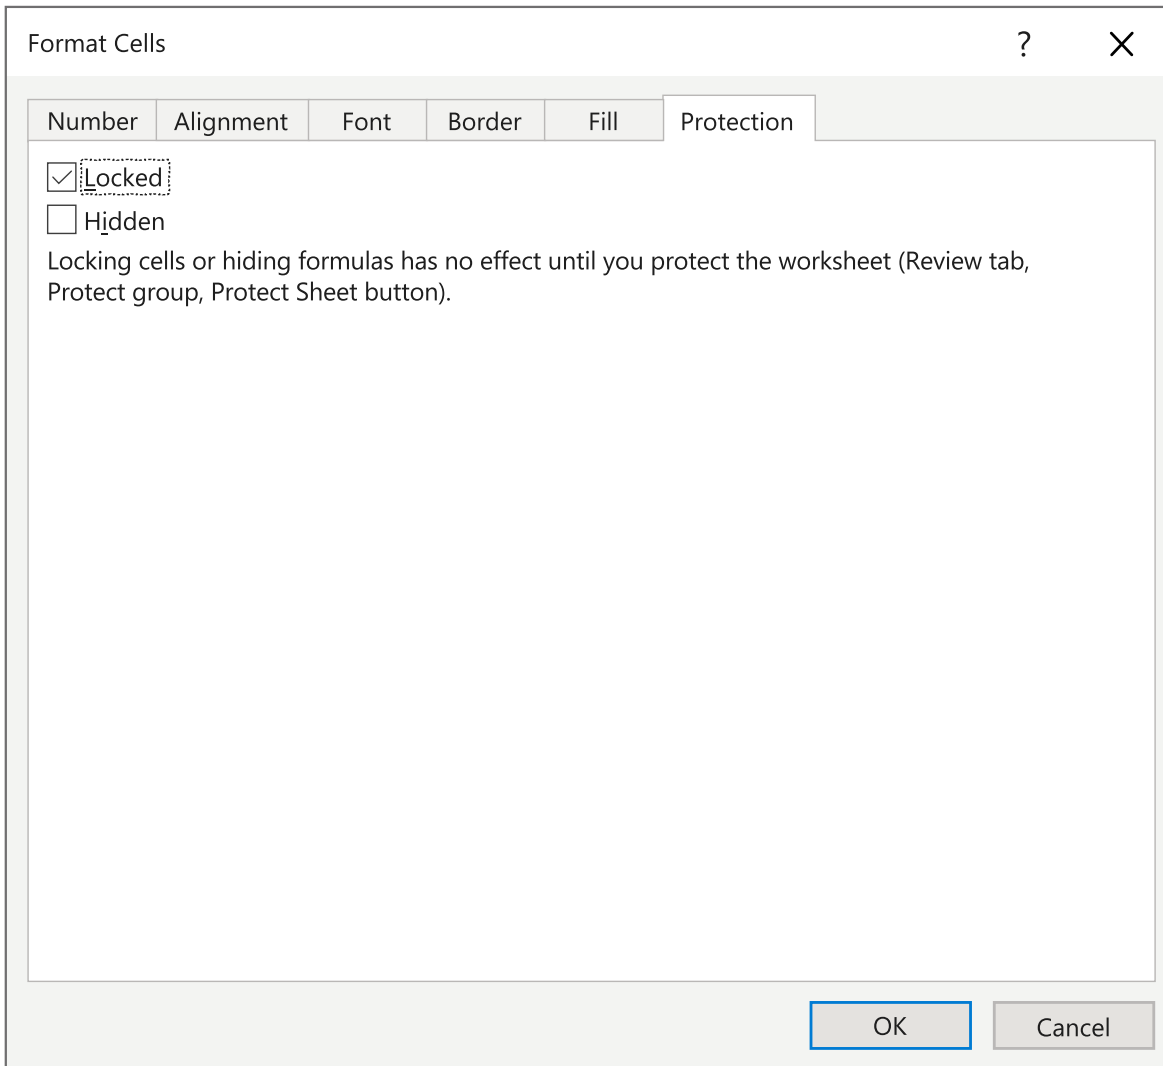 Format Cells ?
Number Alignment Font Border Fill Protection
Locked
Hidden
Locking cells or hiding formulas has no effect until you protect the worksheet (Review tab,
Protect group, Protect Sheet button).
OK Cancel